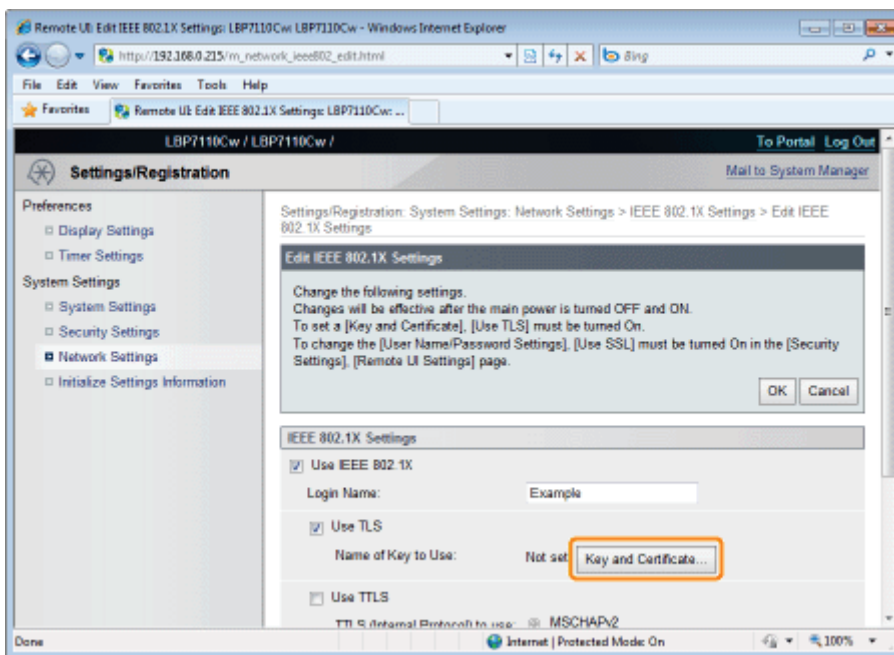 Remote UI: Edit IEEE 802.1X Settings: LBP7110Cw: LBP7110Cw - Windows Internet Explorer
http://192.168.0.215/m_network_ieee802_edit.html
Bing
File Edit View Favorites Tools Help
Favorites
Remote UI: Edit IEEE 802.1X Settings: LBP7110Cw: ...
LBP7110Cw / LBP7110Cw /
To Portal Log Out
Settings/Registration
Mail to System Manager
Preferences
Display Settings
Timer Settings
System Settings
System Settings
Security Settings
Network Settings
Initialize Settings Information
Settings/Registration: System Settings: Network Settings > IEEE 802.1X Settings > Edit IEEE
802.1X Settings
Edit IEEE 802.1X Settings
Change the following settings.
Changes will be effective after the main power is turned OFF and ON.
To set a [Key and Certificate], [Use TLS] must be turned On.
To change the [User Name/Password Settings], [Use SSL] must be turned On in the [Security
Settings], [Remote UI Settings] page.
OK Cancel
IEEE 802.1X Settings
Use IEEE 802.1X
Login Name: Example
Use TLS
Name of Key to Use: Not set Key and Certificate...
Use TTLS
TTLS (Internal Protocol) to use: MSCHAPv2
Done
Internet | Protected Mode: On
100%